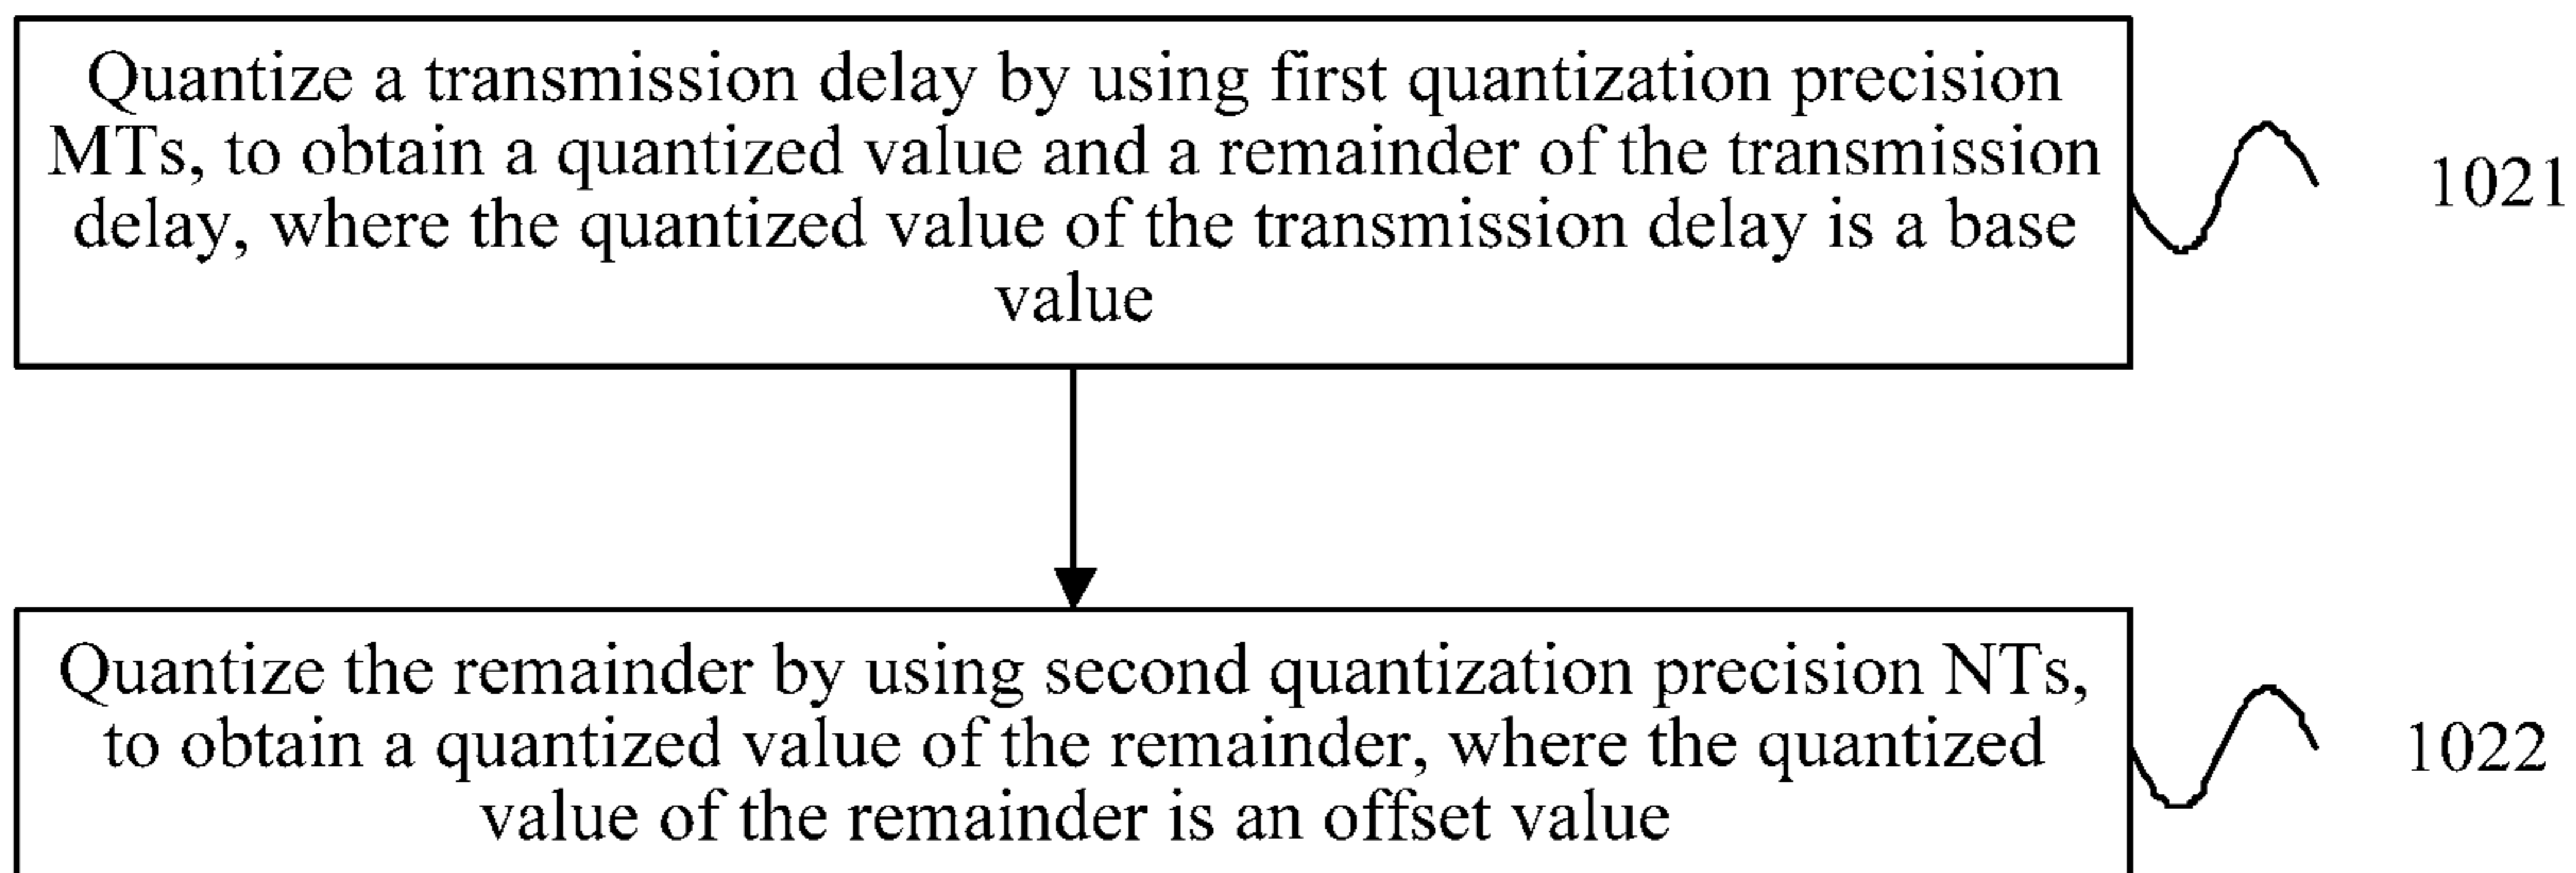 Quantize a transmission delay by using first quantization precision
MTs, to obtain a quantized value and a remainder of the transmission
delay, where the quantized value of the transmission delay is a base
value
1021
Quantize the remainder by using second quantization precision NTs,
to obtain a quantized value of the remainder, where the quantized
value of the remainder is an offset value
1022